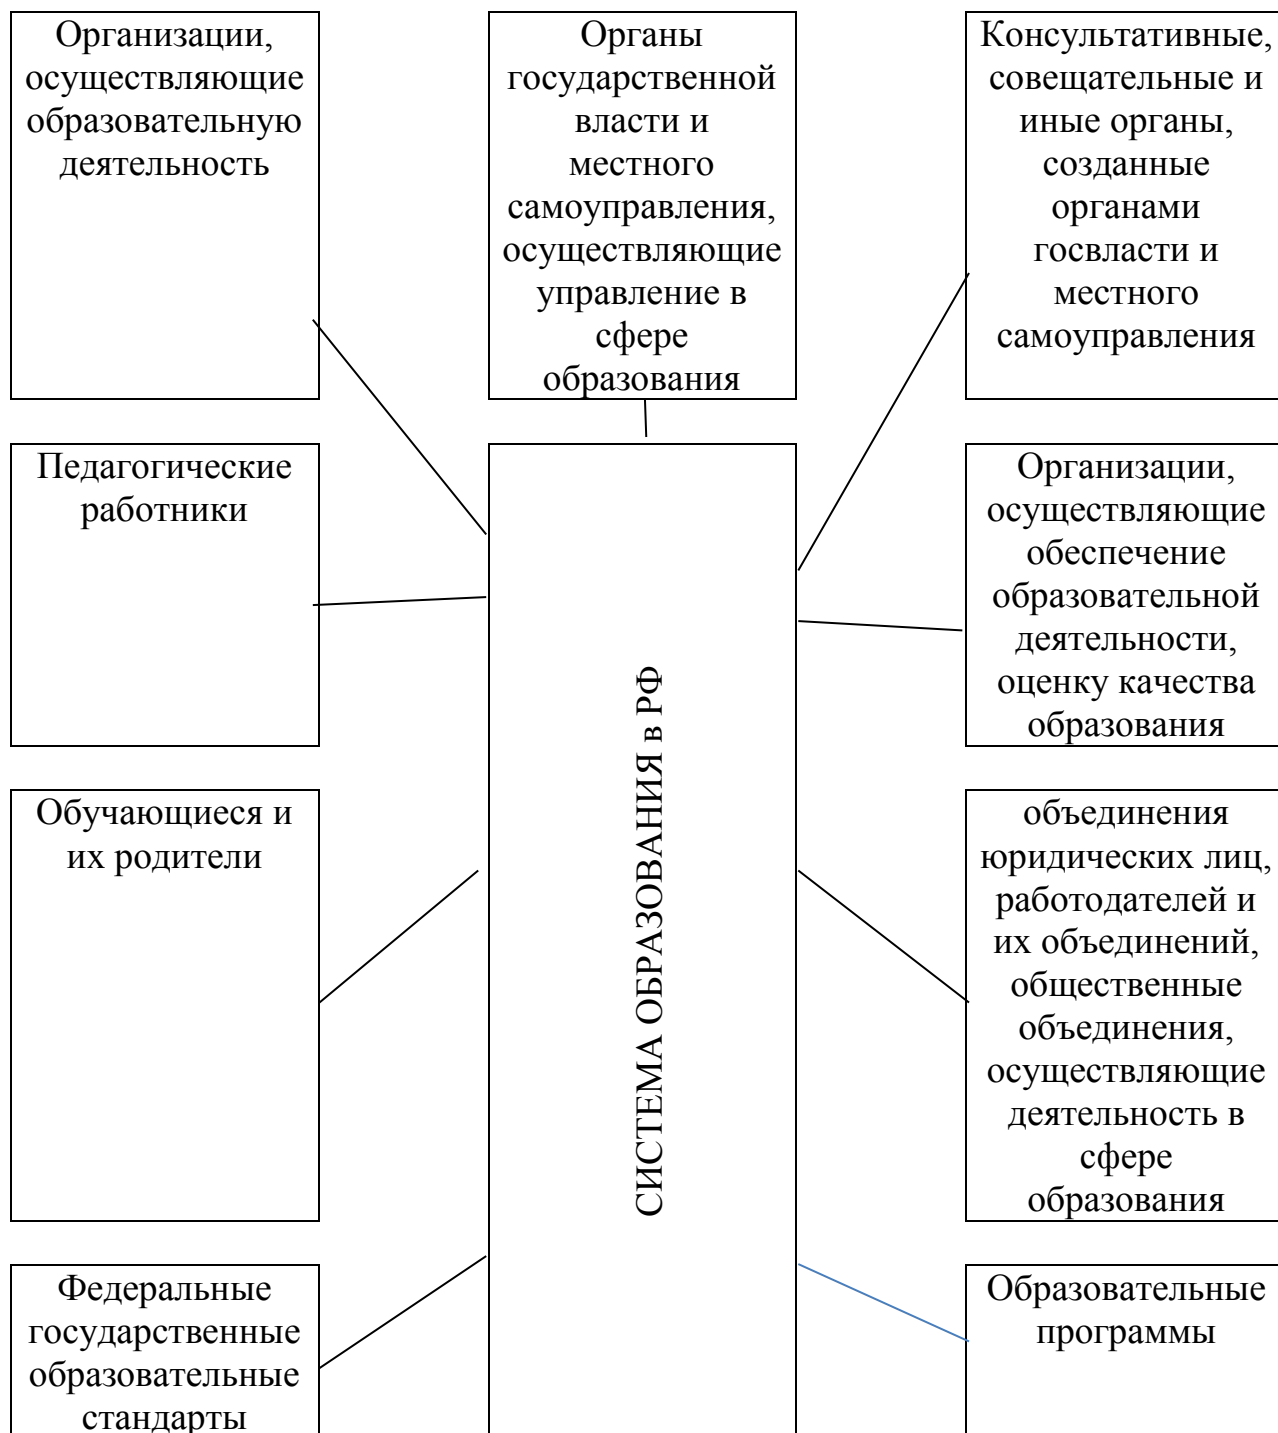 Организации,
осуществляющие
образовательную
деятельность
Органы
государственной
власти и
местного
самоуправления,
осуществляющие
управление в
сфере
образования
Консультативные,
совещательные и
иные органы,
созданные
органами
госвласти и
местного
самоуправления
Педагогические
работники
СИСТЕМА ОБРАЗОВАНИЯ в РФ
Организации,
осуществляющие
обеспечение
образовательной
деятельности,
оценку качества
образования
Обучающиеся и
их родители
объединения
юридических лиц,
работодателей и
их объединений,
общественные
объединения,
осуществляющие
деятельность в
сфере
образования
Федеральные
государственные
образовательные
стандарты
Образовательные
программы